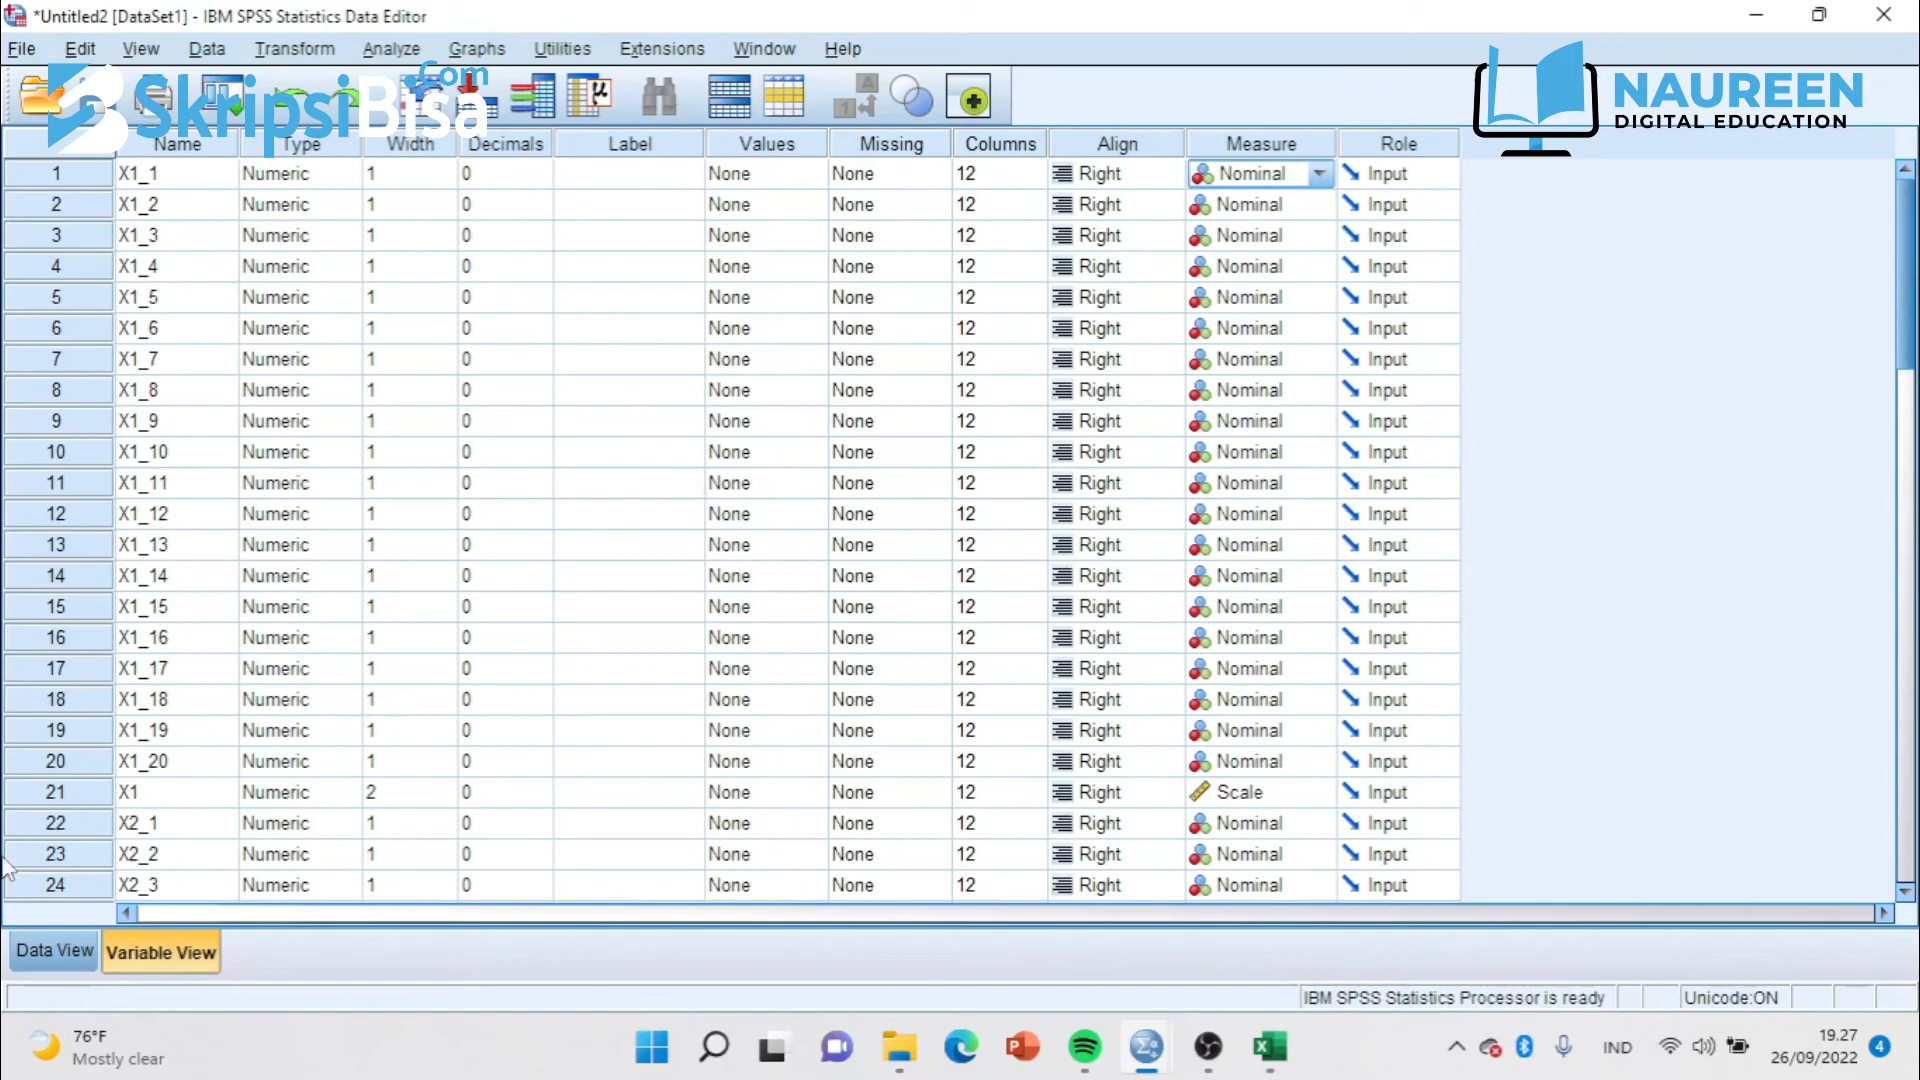 *Untitled2 [DataSet1] - IBM SPSS Statistics Data Editor
File Edit View Data Transform Analyze Graphs Utilities Extensions Window Help
SkripsiBisa
.Com
NAUREEN
DIGITAL EDUCATION
Name Type Width Decimals Label Values Missing Columns Align Measure Role
1 X1_1 Numeric 1 0 None None 12 Right Nominal Input
2 X1_2 Numeric 1 0 None None 12 Right Nominal Input
3 X1_3 Numeric 1 0 None None 12 Right Nominal Input
4 X1_4 Numeric 1 0 None None 12 Right Nominal Input
5 X1_5 Numeric 1 0 None None 12 Right Nominal Input
6 X1_6 Numeric 1 0 None None 12 Right Nominal Input
7 X1_7 Numeric 1 0 None None 12 Right Nominal Input
8 X1_8 Numeric 1 0 None None 12 Right Nominal Input
9 X1_9 Numeric 1 0 None None 12 Right Nominal Input
10 X1_10 Numeric 1 0 None None 12 Right Nominal Input
11 X1_11 Numeric 1 0 None None 12 Right Nominal Input
12 X1_12 Numeric 1 0 None None 12 Right Nominal Input
13 X1_13 Numeric 1 0 None None 12 Right Nominal Input
14 X1_14 Numeric 1 0 None None 12 Right Nominal Input
15 X1_15 Numeric 1 0 None None 12 Right Nominal Input
16 X1_16 Numeric 1 0 None None 12 Right Nominal Input
17 X1_17 Numeric 1 0 None None 12 Right Nominal Input
18 X1_18 Numeric 1 0 None None 12 Right Nominal Input
19 X1_19 Numeric 1 0 None None 12 Right Nominal Input
20 X1_20 Numeric 1 0 None None 12 Right Nominal Input
21 X1 Numeric 2 0 None None 12 Right Scale Input
22 X2_1 Numeric 1 0 None None 12 Right Nominal Input
23 X2_2 Numeric 1 0 None None 12 Right Nominal Input
24 X2_3 Numeric 1 0 None None 12 Right Nominal Input
Data View Variable View
IBM SPSS Statistics Processor is ready Unicode:ON
76°F
Mostly clear
IND
19.27
26/09/2022
4